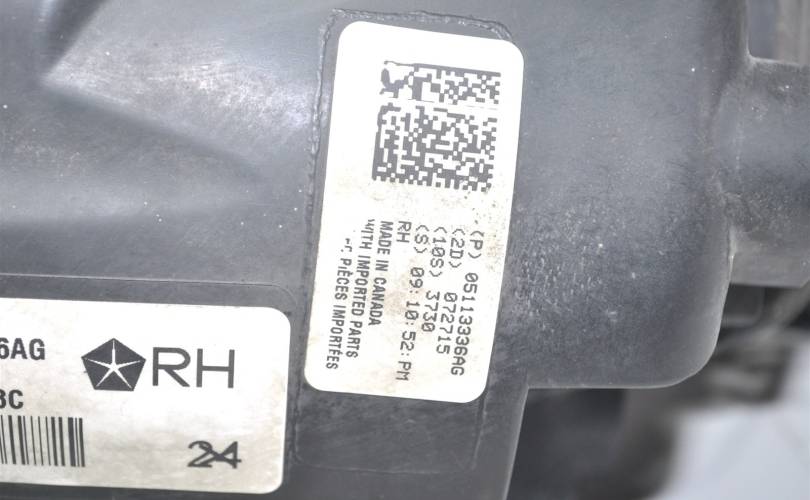 (P) 05113336AG
(2D) 072715
(10S) 3730
(S) 09:10:52:PM
RH
MADE IN CANADA
WITH IMPORTED PARTS
PIÈCES IMPORTÉES
6AG
RH
BC
24